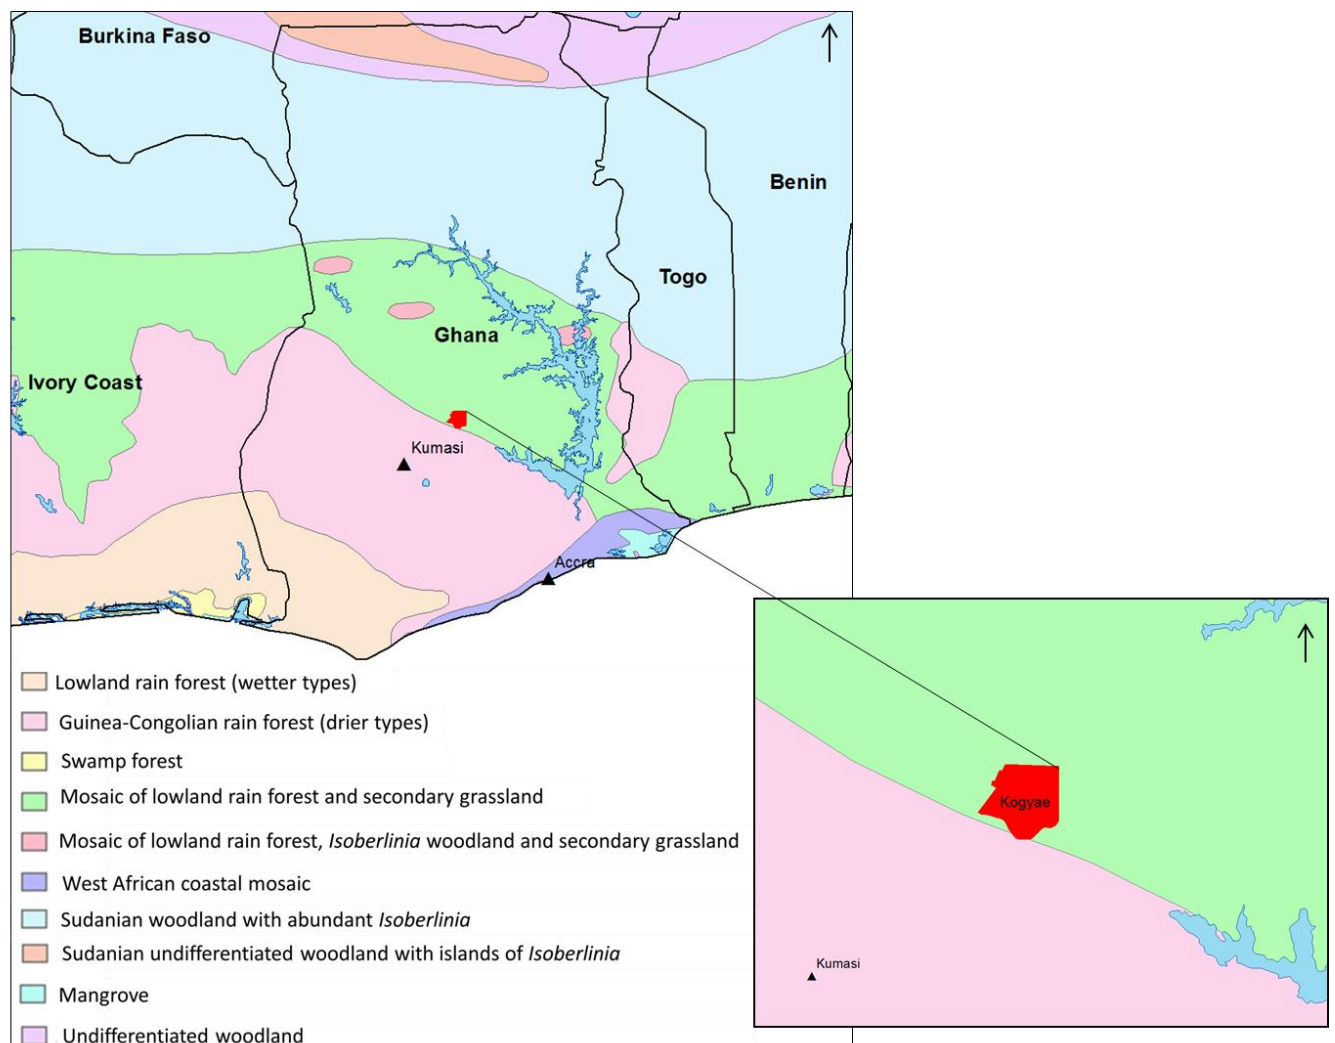 Burkina Faso
Benin
Togo
Ghana
Ivory Coast
Kumasi
Accra
Lowland rain forest (wetter types)
Guinea-Congolian rain forest (drier types)
Swamp forest
Mosaic of lowland rain forest and secondary grassland
Mosaic of lowland rain forest, Isoberlinia woodland and secondary grassland
West African coastal mosaic
Sudanian woodland with abundant Isoberlinia
Sudanian undifferentiated woodland with islands of Isoberlinia
Mangrove
Undifferentiated woodland
Kogyae
Kumasi